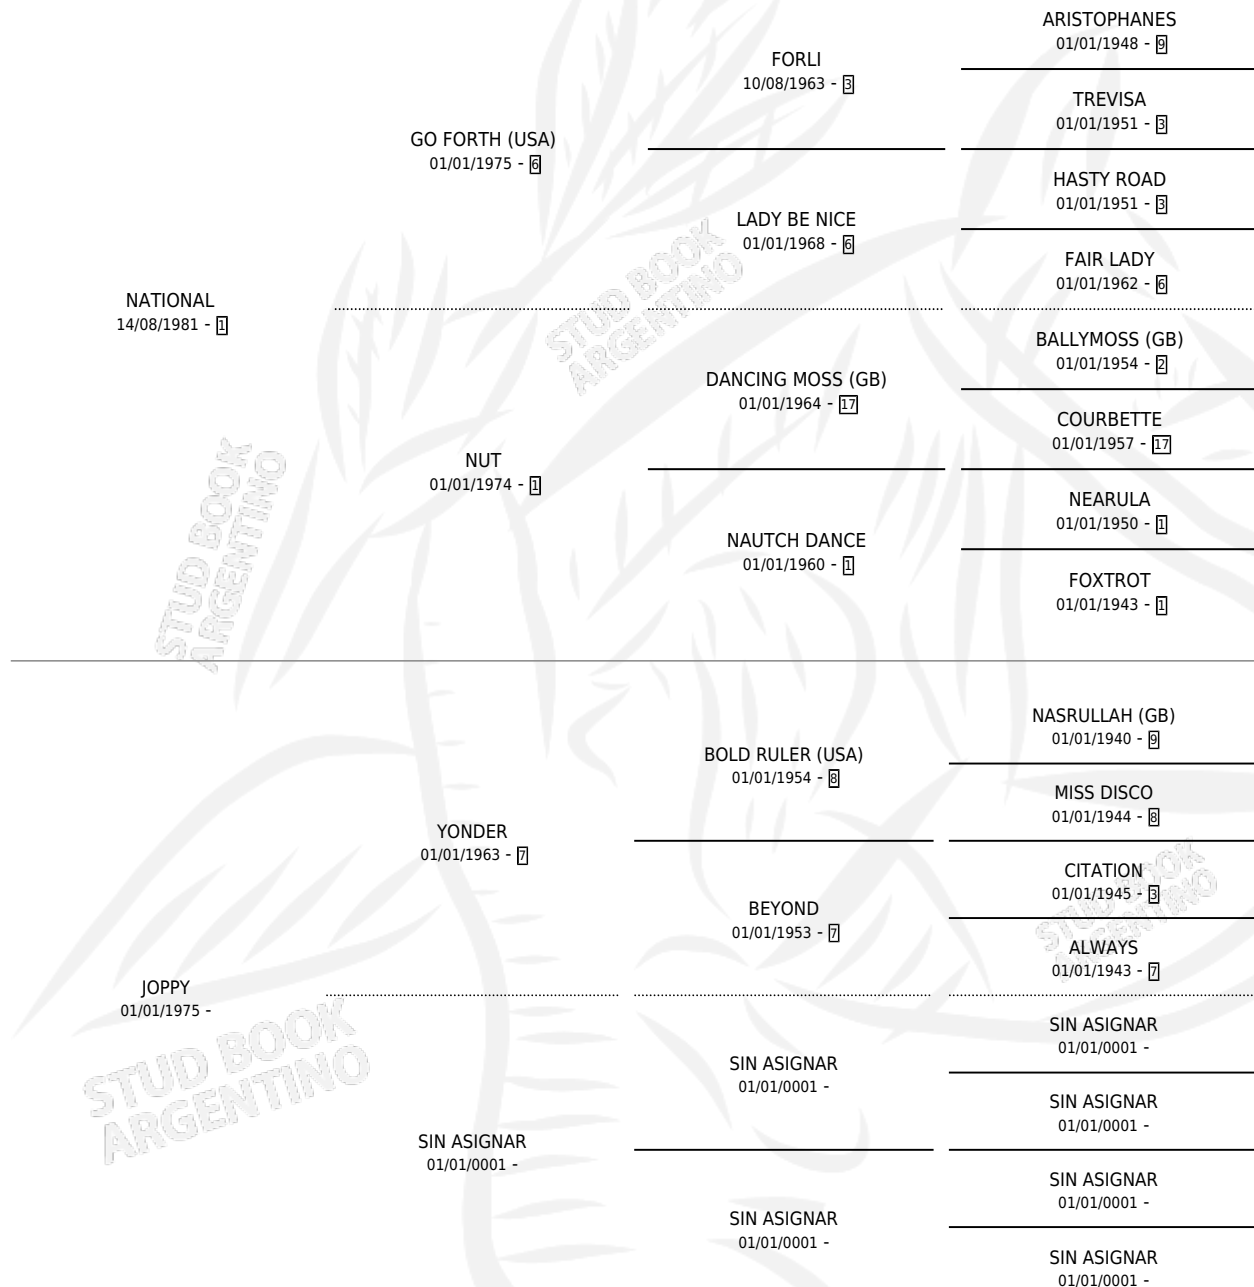 ARISTOPHANES
01/01/1948 - 9
FORLI
10/08/1963 - 3
TREVISA
01/01/1951 - 3
GO FORTH (USA)
01/01/1975 - 6
HASTY ROAD
01/01/1951 - 3
LADY BE NICE
01/01/1968 - 6
FAIR LADY
01/01/1962 - 6
NATIONAL
14/08/1981 - 1
BALLYMOSS (GB)
01/01/1954 - 2
DANCING MOSS (GB)
01/01/1964 - 17
COURBETTE
01/01/1957 - 17
NUT
01/01/1974 - 1
NEARULA
01/01/1950 - 1
NAUTCH DANCE
01/01/1960 - 1
FOXTROT
01/01/1943 - 1
NASRULLAH (GB)
01/01/1940 - 9
BOLD RULER (USA)
01/01/1954 - 8
MISS DISCO
01/01/1944 - 8
YONDER
01/01/1963 - 7
CITATION
01/01/1945 - 3
BEYOND
01/01/1953 - 7
ALWAYS
01/01/1943 - 7
JOPPY
01/01/1975 -
SIN ASIGNAR
01/01/0001 -
SIN ASIGNAR
01/01/0001 -
SIN ASIGNAR
01/01/0001 -
SIN ASIGNAR
01/01/0001 -
SIN ASIGNAR
01/01/0001 -
SIN ASIGNAR
01/01/0001 -
SIN ASIGNAR
01/01/0001 -
STUD BOOK
ARGENTINO
STUD BOOK
ARGENTINO
STUD BOOK
ARGENTINO
STUD BOOK
ARGENTINO